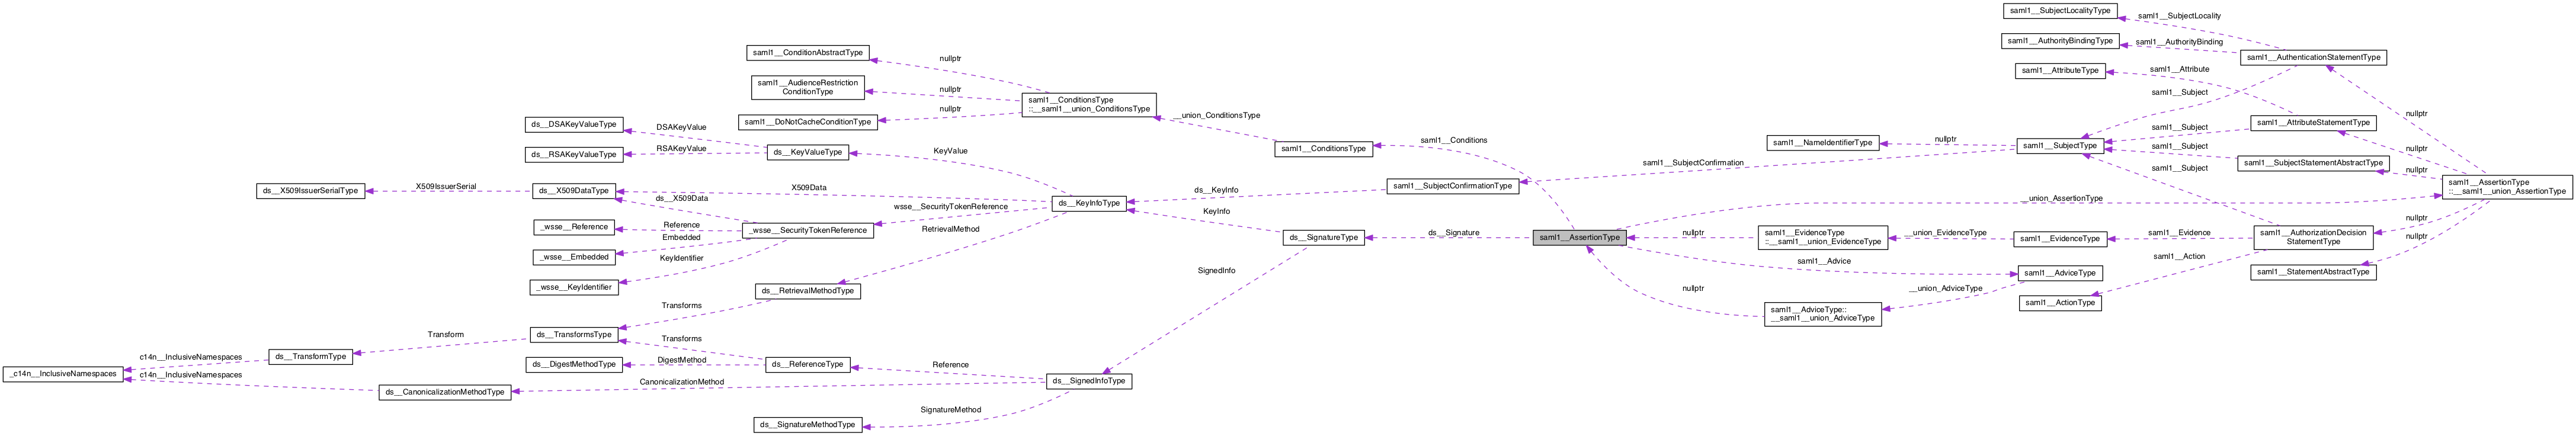 saml1__SubjectLocalityType
saml1__SubjectLocality
saml1__AuthorityBindingType
saml1__AuthorityBinding
saml1__AuthenticationStatementType
saml1__AttributeType
saml1__Attribute
saml1__Subject
nullptr
saml1__ConditionAbstractType
nullptr
saml1__AudienceRestriction
ConditionType
nullptr
saml1__ConditionsType
::__saml1__union_ConditionsType
nullptr
saml1__DoNotCacheConditionType
__union_ConditionsType
saml1__ConditionsType
saml1__Conditions
ds__DSAKeyValueType
DSAKeyValue
ds__RSAKeyValueType
RSAKeyValue
ds__KeyValueType
KeyValue
saml1__NameIdentifierType
nullptr
saml1__SubjectType
saml1__Subject
saml1__AttributeStatementType
nullptr
saml1__Subject
saml1__SubjectStatementAbstractType
nullptr
saml1__SubjectConfirmation
saml1__Subject
saml1__AssertionType
::__saml1__union_AssertionType
ds__X509IssuerSerialType
X509IssuerSerial
ds__X509DataType
X509Data
ds__X509Data
ds__KeyInfoType
ds__KeyInfo
saml1__SubjectConfirmationType
__union_AssertionType
wsse__SecurityTokenReference
KeyInfo
nullptr
_wsse__Reference
Reference
_wsse__SecurityTokenReference
RetrievalMethod
ds__SignatureType
ds__Signature
saml1__AssertionType
nullptr
saml1__EvidenceType
::__saml1__union_EvidenceType
__union_EvidenceType
saml1__EvidenceType
saml1__Evidence
saml1__AuthorizationDecision
StatementType
nullptr
Embedded
_wsse__Embedded
KeyIdentifier
_wsse__KeyIdentifier
SignedInfo
saml1__Advice
saml1__AdviceType
saml1__Action
saml1__StatementAbstractType
nullptr
__union_AdviceType
saml1__ActionType
saml1__AdviceType::
__saml1__union_AdviceType
ds__RetrievalMethodType
Transforms
ds__TransformsType
Transform
Transforms
ds__TransformType
c14n__InclusiveNamespaces
_c14n__InclusiveNamespaces
c14n__InclusiveNamespaces
ds__DigestMethodType
DigestMethod
ds__ReferenceType
Reference
ds__SignedInfoType
CanonicalizationMethod
ds__CanonicalizationMethodType
SignatureMethod
ds__SignatureMethodType